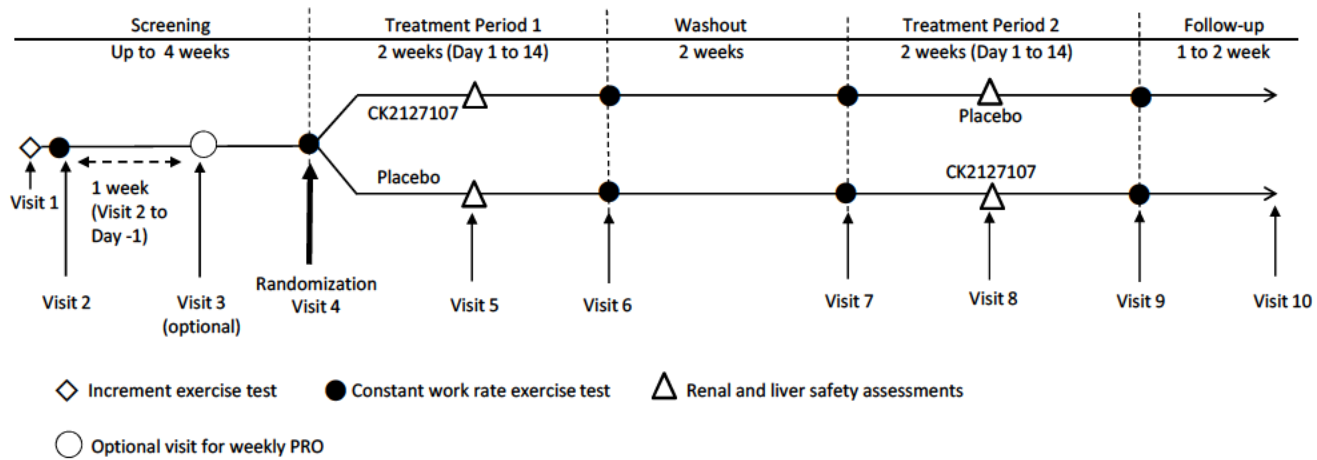 Screening
Treatment Period 1
Washout
Treatment Period 2
Follow-up
Up to 4 weeks
2 weeks (Day 1 to 14)
2 weeks
2 weeks (Day 1 to 14)
1 to 2 week
CK2127107
Placebo
Placebo
CK2127107
Visit 1
1 week
(Visit 2 to
Day -1)
Visit 2
Visit 3
(optional)
Randomization
Visit 4
Visit 5
Visit 6
Visit 7
Visit 8
Visit 9
Visit 10
Increment exercise test
Constant work rate exercise test
Renal and liver safety assessments
Optional visit for weekly PRO